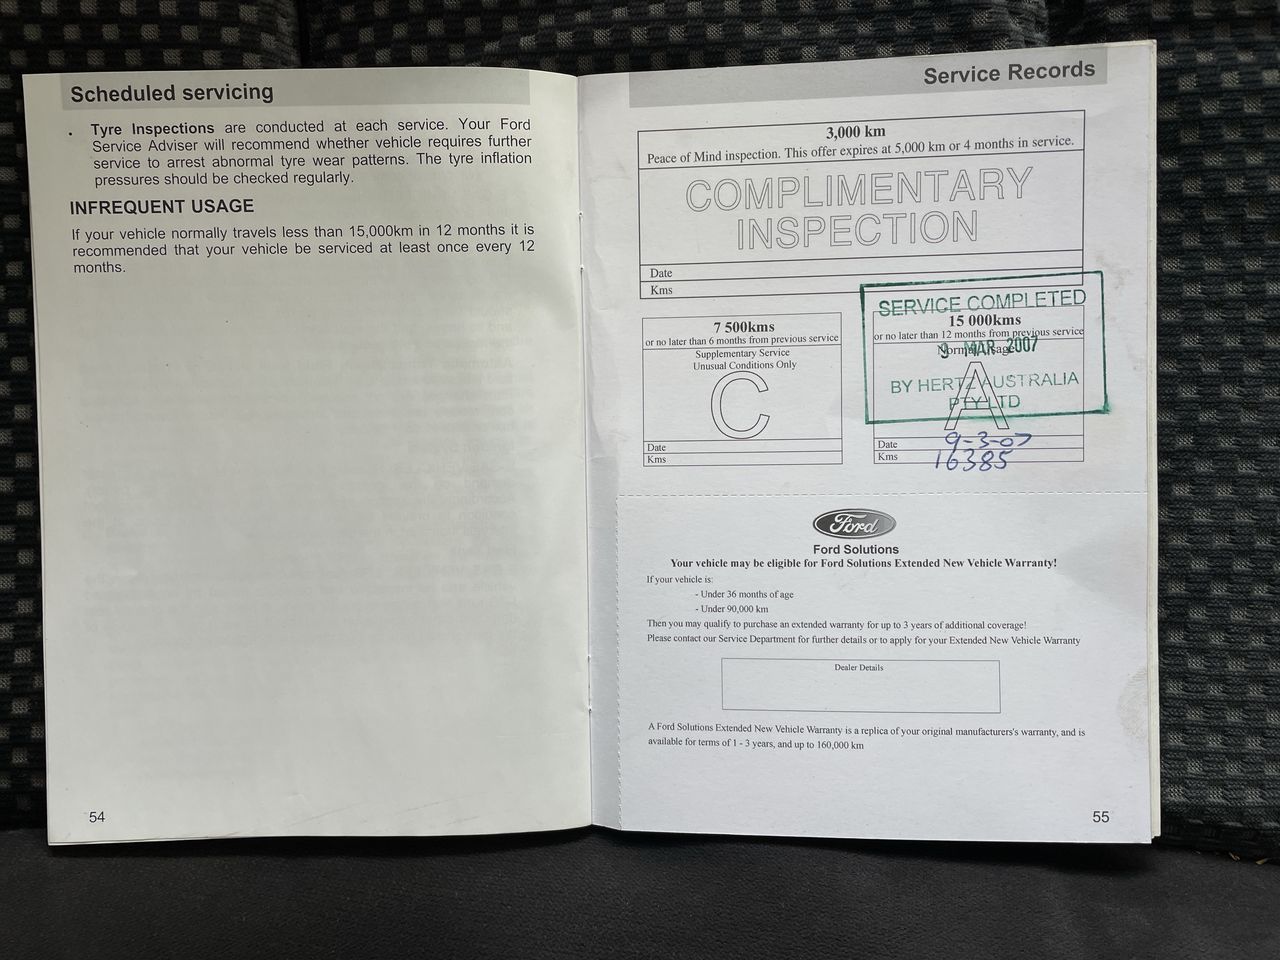 Scheduled servicing
• Tyre Inspections are conducted at each service. Your Ford
Service Adviser will recommend whether vehicle requires further
service to arrest abnormal tyre wear patterns. The tyre inflation
pressures should be checked regularly.
INFREQUENT USAGE
If your vehicle normally travels less than 15,000km in 12 months it is
recommended that your vehicle be serviced at least once every 12
months.
54
Service Records
3,000 km
Peace of Mind inspection. This offer expires at 5,000 km or 4 months in service.
COMPLIMENTARY
INSPECTION
Date
Kms
7 500kms
or no later than 6 months from previous service
Supplementary Service
Unusual Conditions Only
C
Date
Kms
SERVICE COMPLETED
15 000kms
or no later than 12 months from previous service
Normal Usage
9 MAR 2007
A
BY HERTZ AUSTRALIA
PTY LTD
Date 9-3-07
Kms 16385
Ford
Ford Solutions
Your vehicle may be eligible for Ford Solutions Extended New Vehicle Warranty!
If your vehicle is:
- Under 36 months of age
- Under 90,000 km
Then you may qualify to purchase an extended warranty for up to 3 years of additional coverage!
Please contact our Service Department for further details or to apply for your Extended New Vehicle Warranty
Dealer Details
A Ford Solutions Extended New Vehicle Warranty is a replica of your original manufacturers's warranty, and is
available for terms of 1 - 3 years, and up to 160,000 km
55